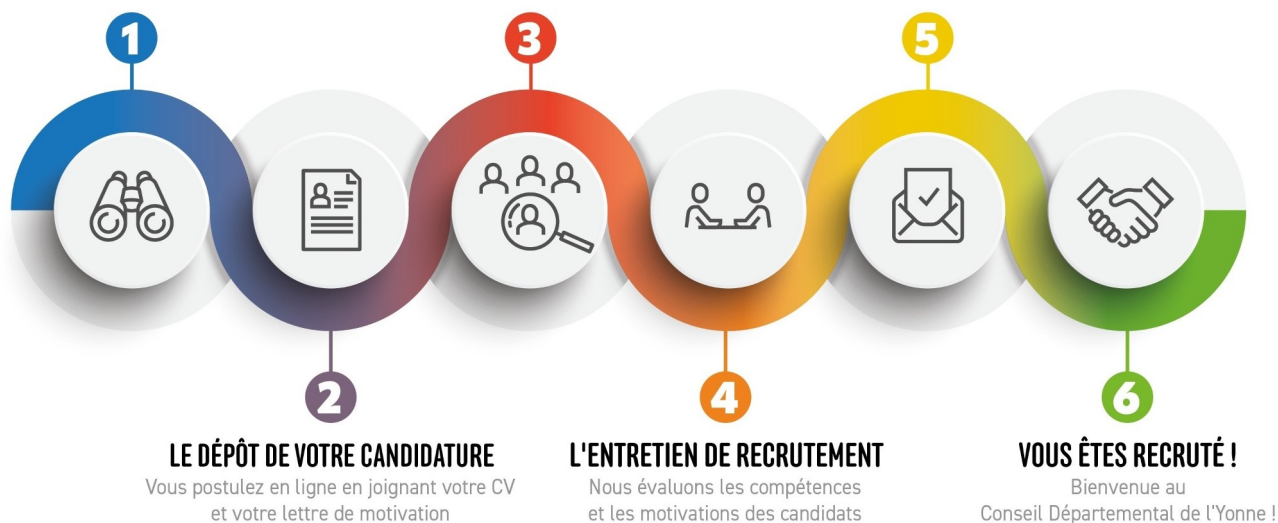 1
3
5
2
4
6
LE DÉPÔT DE VOTRE CANDIDATURE
Vous postulez en ligne en joignant votre CV
et votre lettre de motivation
L'ENTRETIEN DE RECRUTEMENT
Nous évaluons les compétences
et les motivations des candidats
VOUS ÊTES RECRUTÉ !
Bienvenue au
Conseil Départemental de l'Yonne !